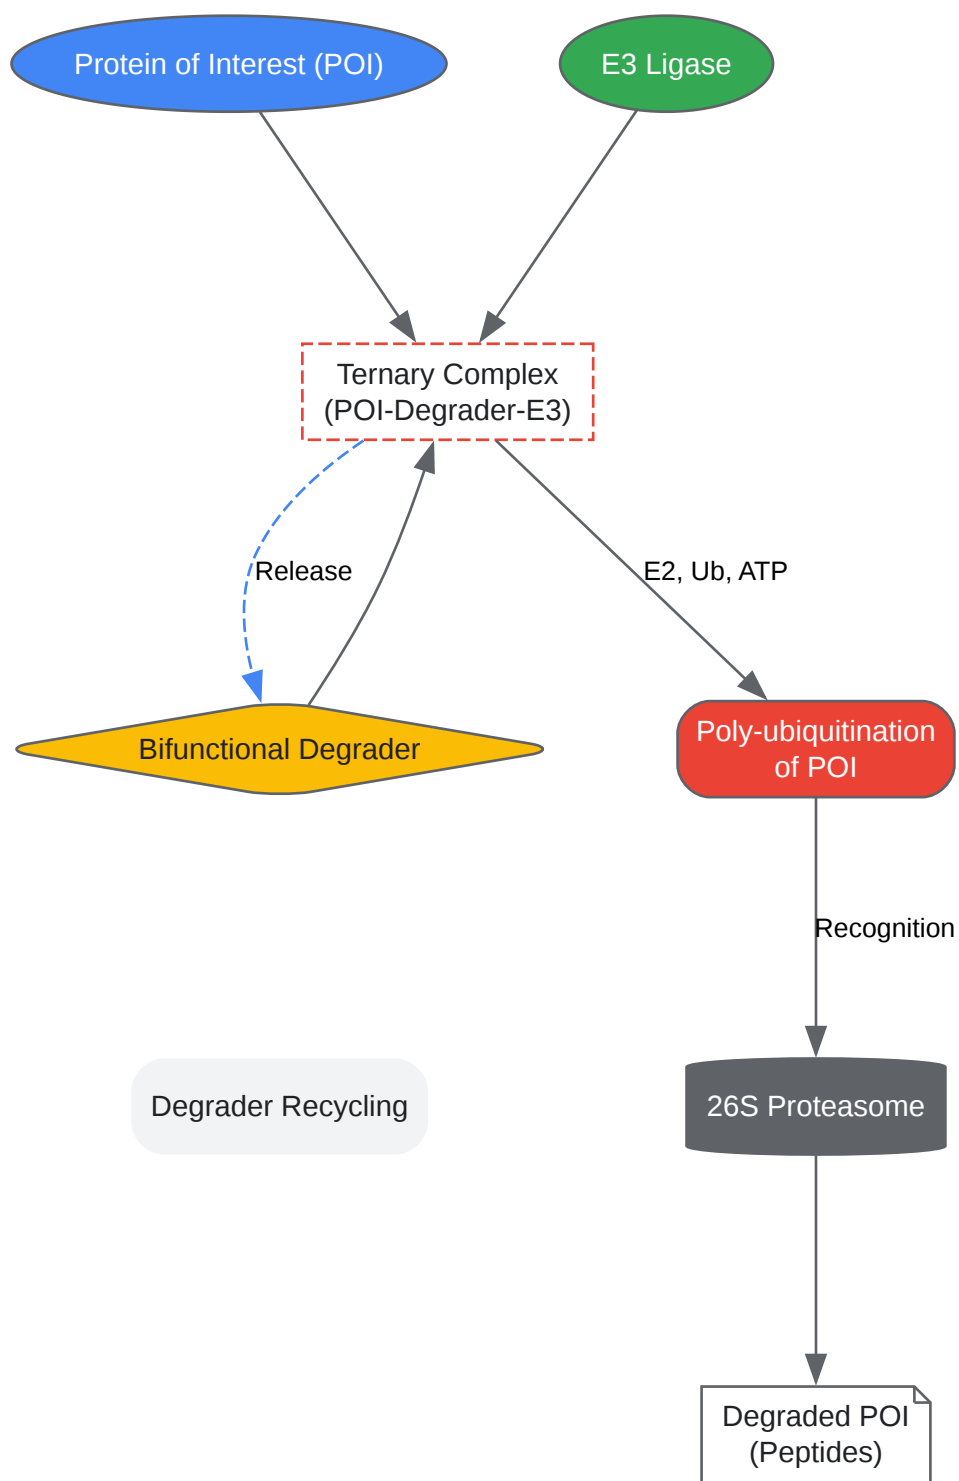 Protein of Interest (POI)
E3 Ligase
Ternary Complex
(POI-Degrader-E3)
Release
E2, Ub, ATP
Bifunctional Degrader
Poly-ubiquitination
of POI
Recognition
Degrader Recycling
26S Proteasome
Degraded POI
(Peptides)